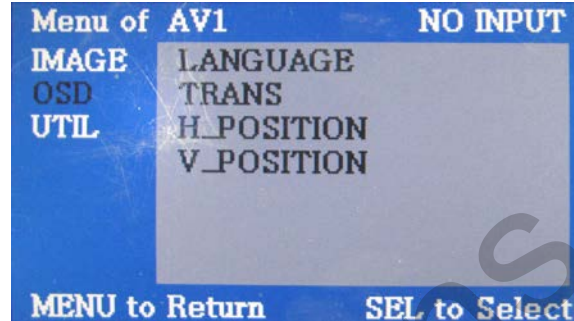 Menu of AV1 NO INPUT
IMAGE LANGUAGE
OSD TRANS
UTIL H_POSITION
V_POSITION
MENU to Return SEL to Select